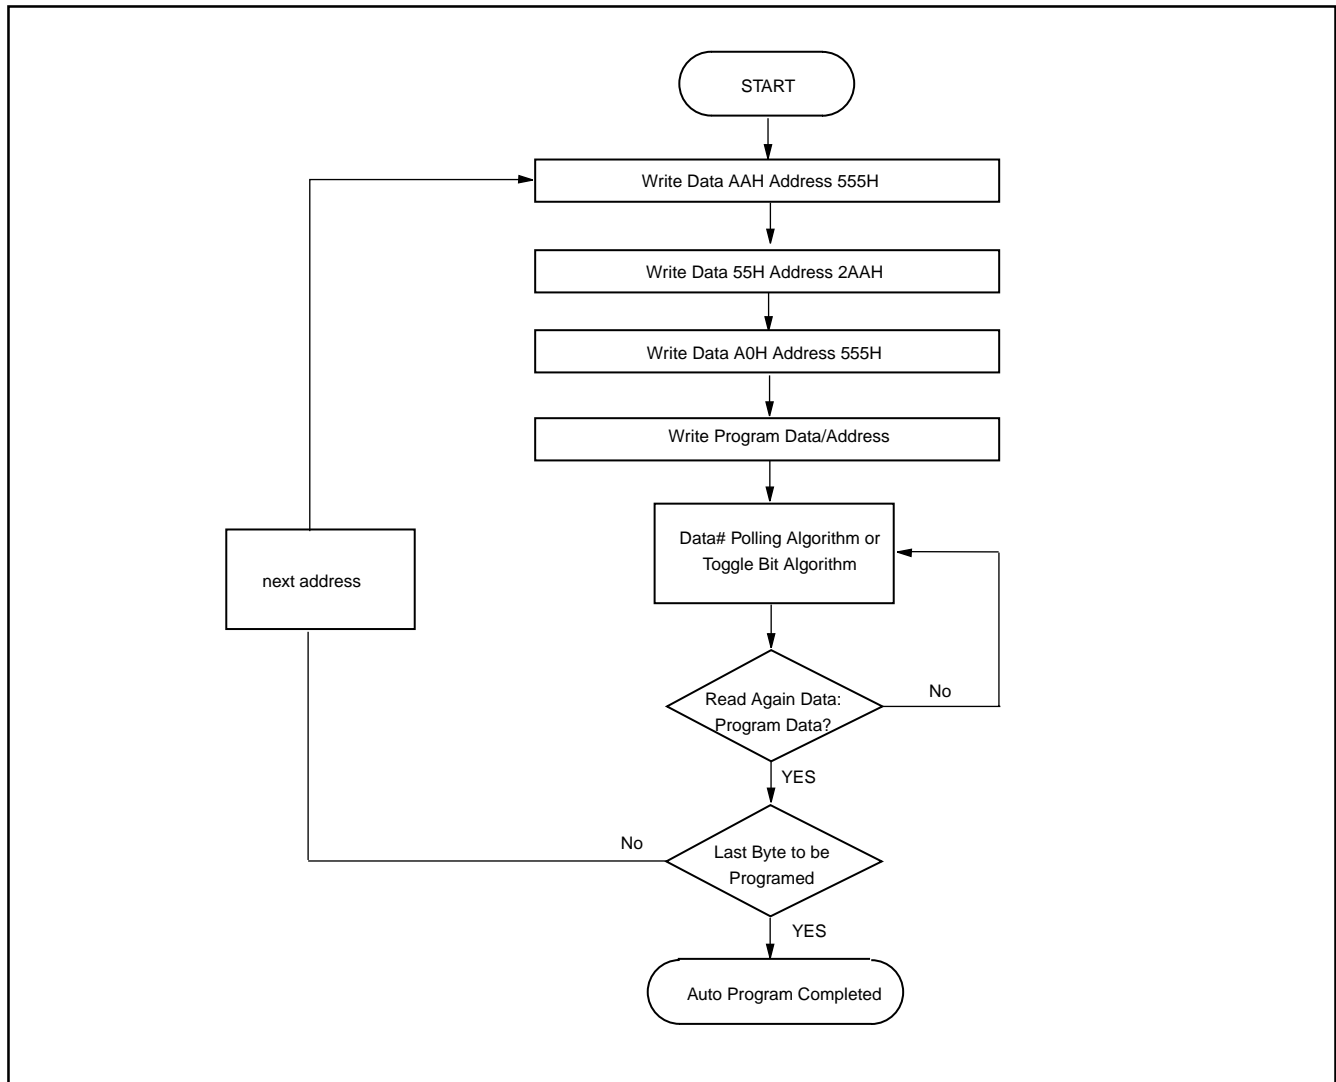 START
Write Data AAH Address 555H
Write Data 55H Address 2AAH
Write Data A0H Address 555H
Write Program Data/Address
Data# Polling Algorithm or
Toggle Bit Algorithm
next address
Read Again Data:
Program Data?
No
YES
No
Last Byte to be
Programed
YES
Auto Program Completed